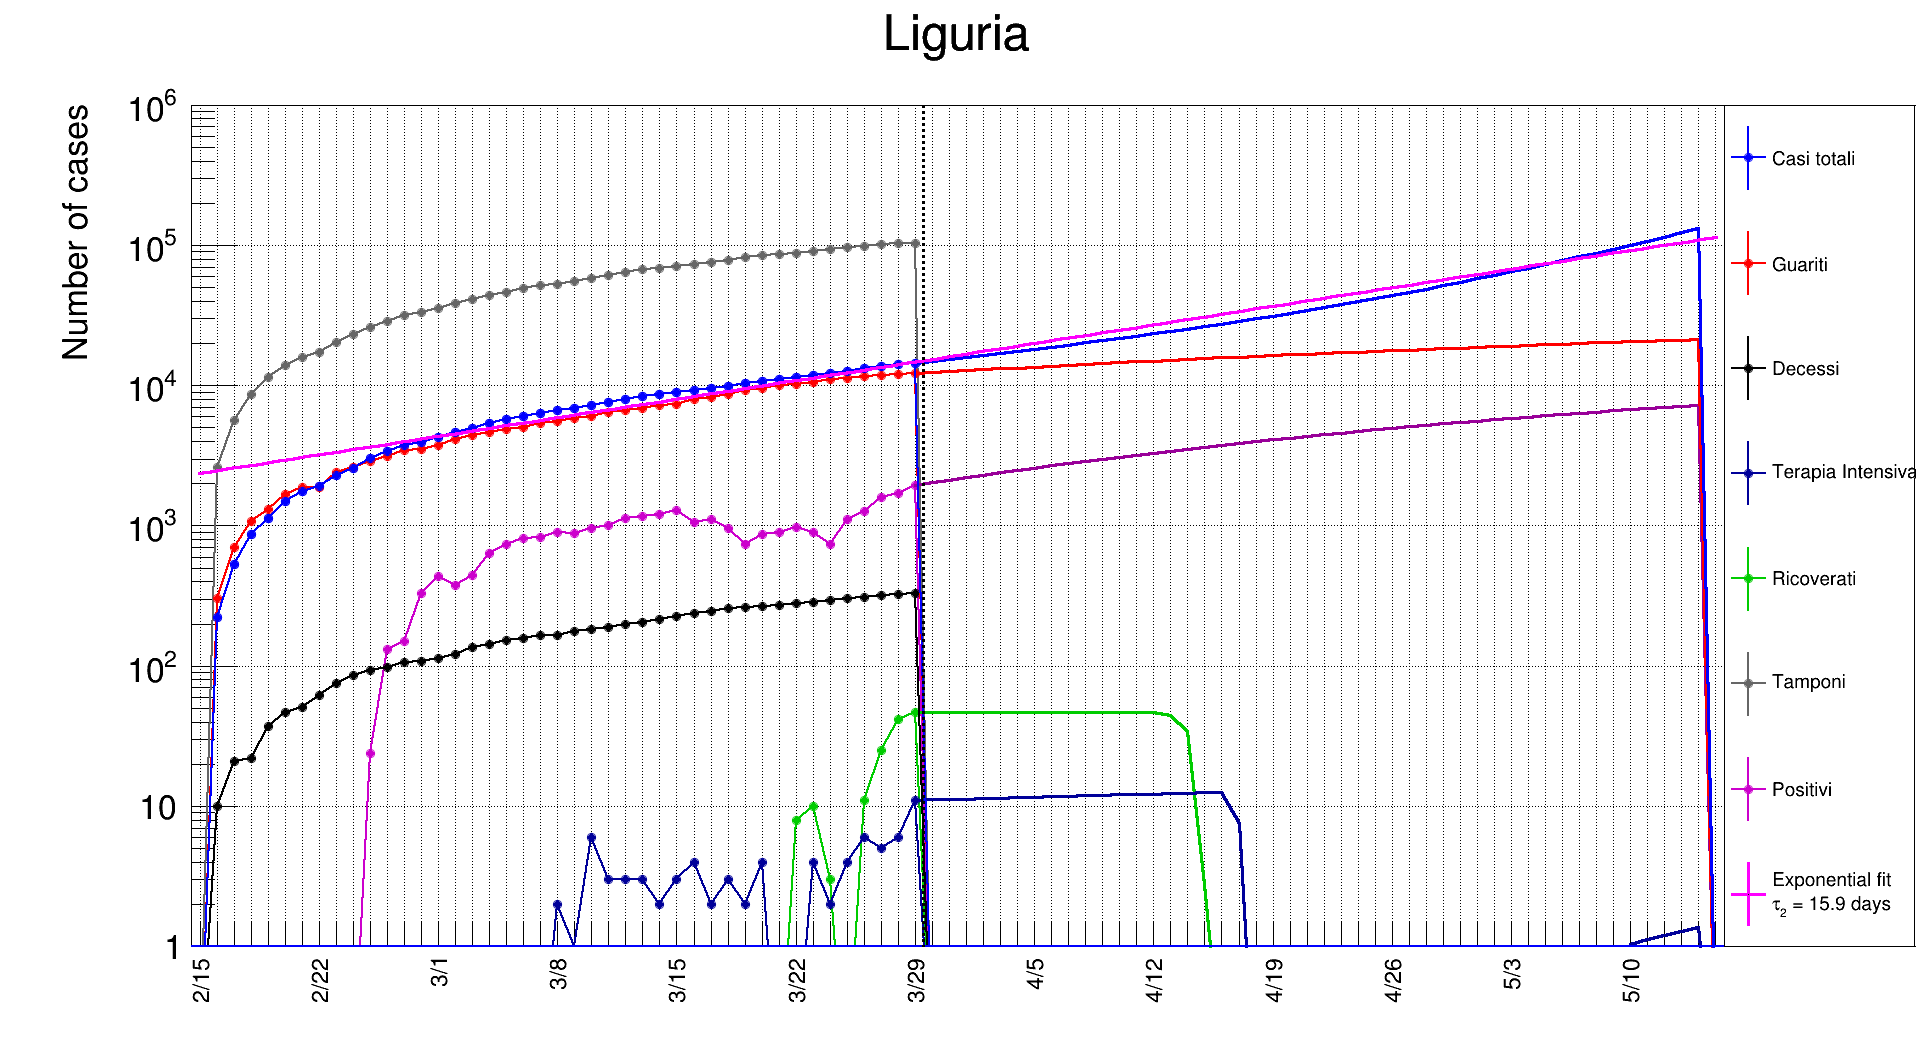 Liguria
Number of cases
10^6
10^5
10^4
10^3
10^2
10
1
2/15
2/22
3/1
3/8
3/15
3/22
3/29
4/5
4/12
4/19
4/26
5/3
5/10
Casi totali
Guariti
Decessi
Terapia Intensiva
Ricoverati
Tamponi
Positivi
Exponential fit
τ₂ = 15.9 days